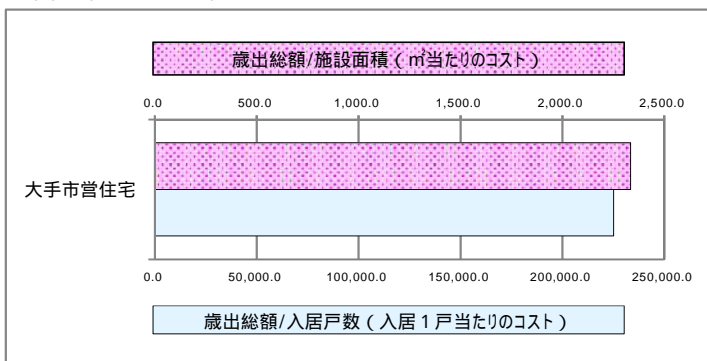 歳出総額/施設面積(㎡当たりのコスト)
0.0 500.0 1,000.0 1,500.0 2,000.0 2,500.0
大手市営住宅
0.0 50,000.0 100,000.0 150,000.0 200,000.0 250,000.0
歳出総額/入居戸数(入居1戸当たりのコスト)